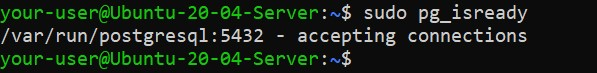 your-user@Ubuntu-20-04-Server:~$ sudo pg_isready
/var/run/postgresql:5432 - accepting connections
your-user@Ubuntu-20-04-Server:~$